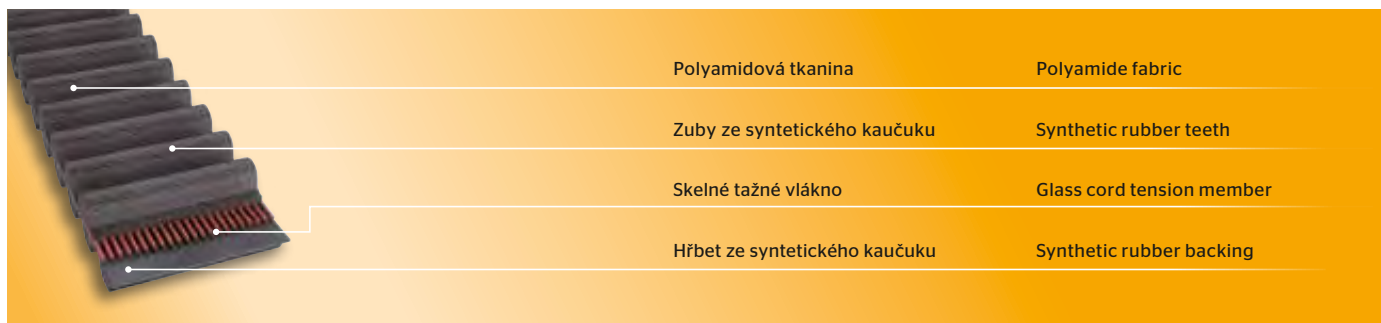 Polyamidová tkanina Polyamide fabric
Zuby ze syntetického kaučuku Synthetic rubber teeth
Skelné tažné vlákno Glass cord tension member
Hřbet ze syntetického kaučuku Synthetic rubber backing